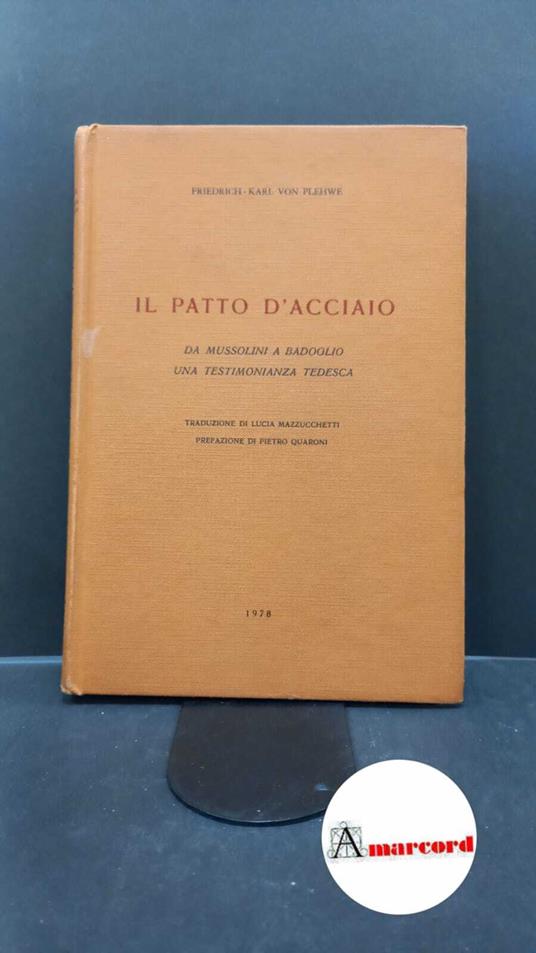 FRIEDRICH-KARL VON PLEHWE
IL PATTO D'ACCIAIO
DA MUSSOLINI A BADOGLIO
UNA TESTIMONIANZA TEDESCA
TRADUZIONE DI LUCIA MAZZUCCHETTI
PREFAZIONE DI PIETRO QUARONI
1978
Amarcord